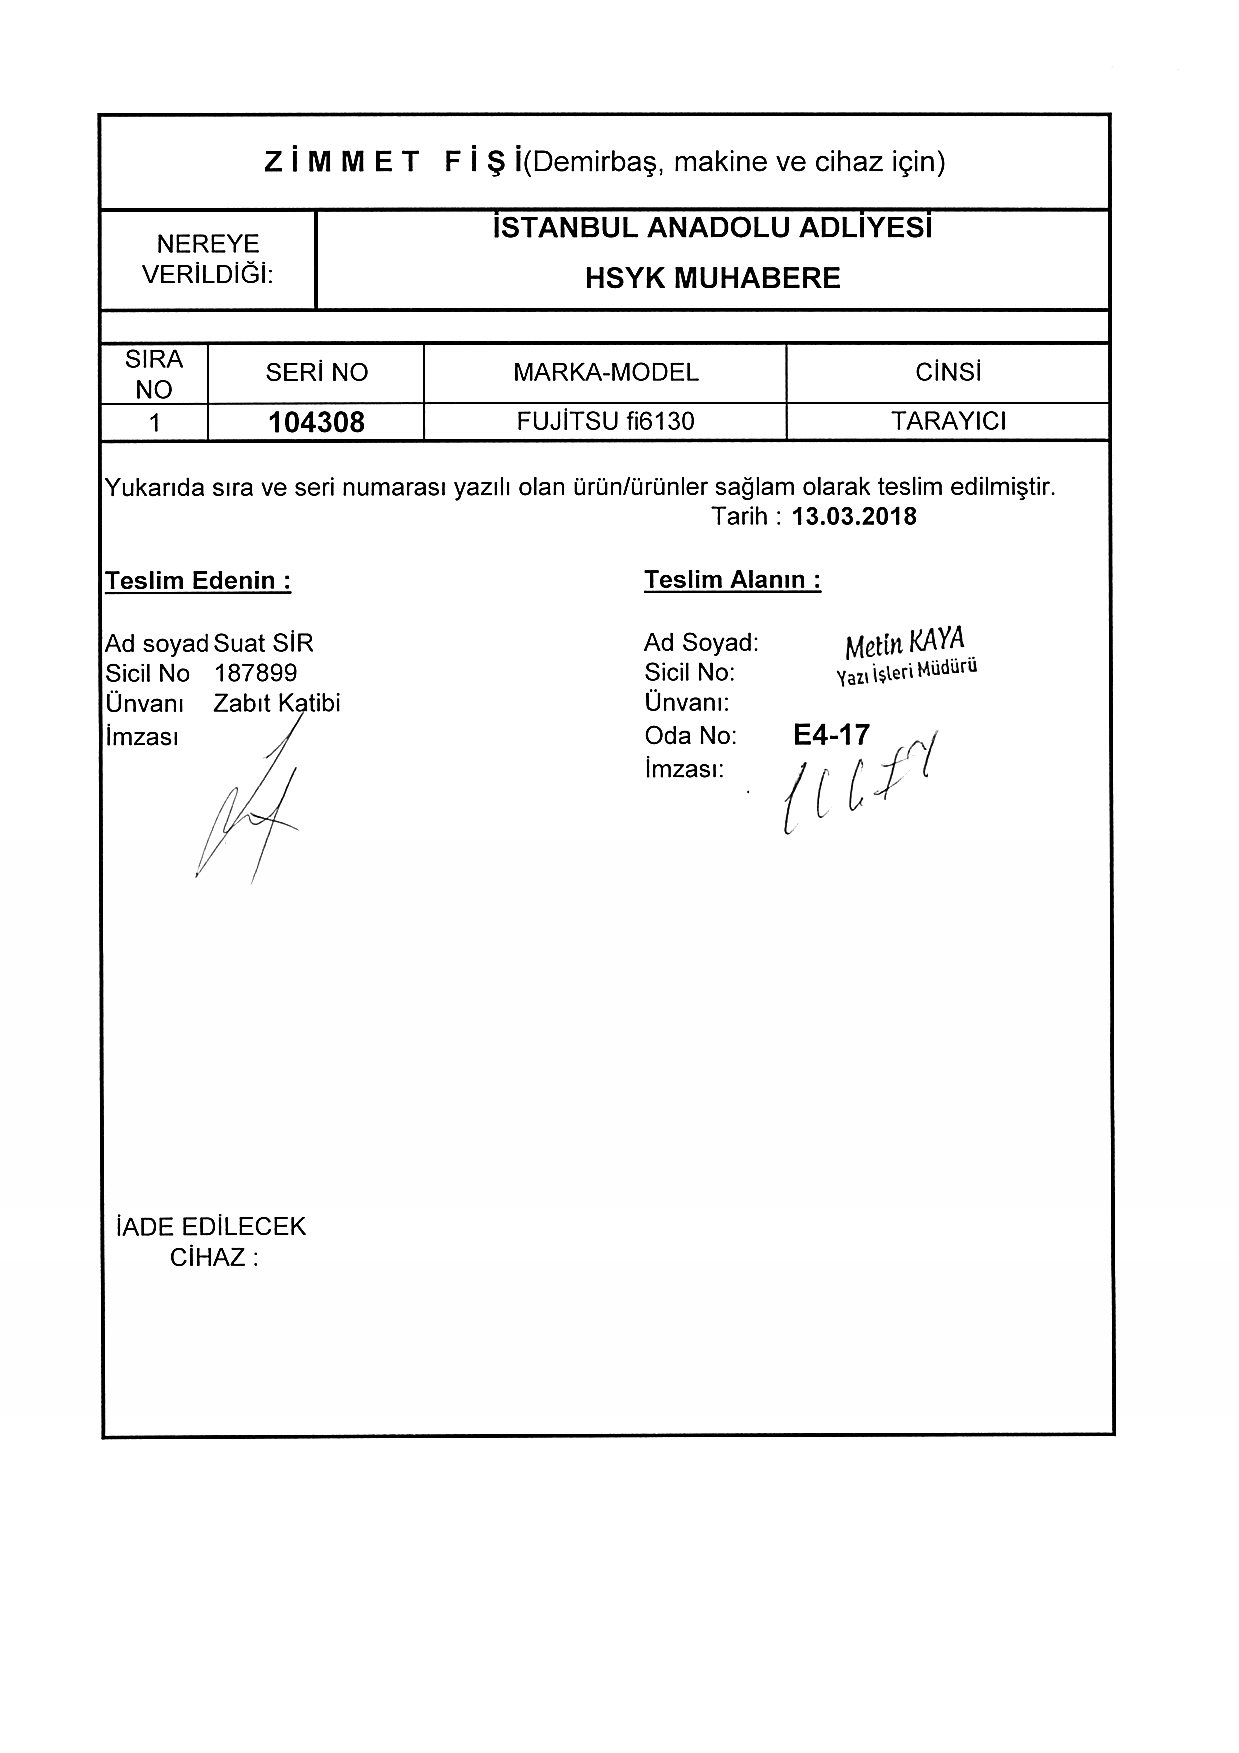 ZİMMET FİŞİ(Demirbaş, makine ve cihaz için)
NEREYE VERİLDİĞİ:
İSTANBUL ANADOLU ADLİYESİ
HSYK MUHABERE
SIRA NO SERİ NO MARKA-MODEL CİNSİ
1 104308 FUJİTSU fi6130 TARAYICI
Yukarıda sıra ve seri numarası yazılı olan ürün/ürünler sağlam olarak teslim edilmiştir.
Tarih : 13.03.2018
Teslim Edenin :
Ad soyad Suat SİR
Sicil No 187899
Ünvanı Zabıt Katibi
İmzası
Teslim Alanın :
Ad Soyad: Metin KAYA
Yazı İşleri Müdürü
Sicil No:
Ünvanı:
Oda No: E4-17
İmzası:
İADE EDİLECEK
CİHAZ :